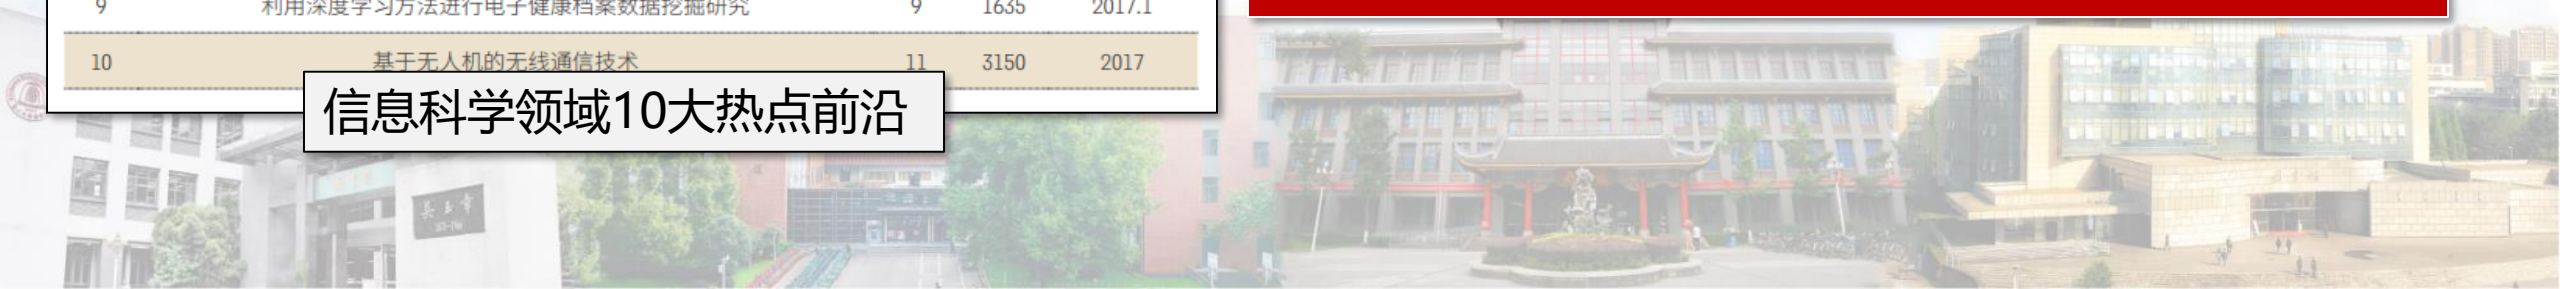 9 利用深度学习方法进行电子健康档案数据挖掘研究 9 1635 2017.1
10 基于无人机的无线通信技术 11 3150 2017
信息科学领域10大热点前沿